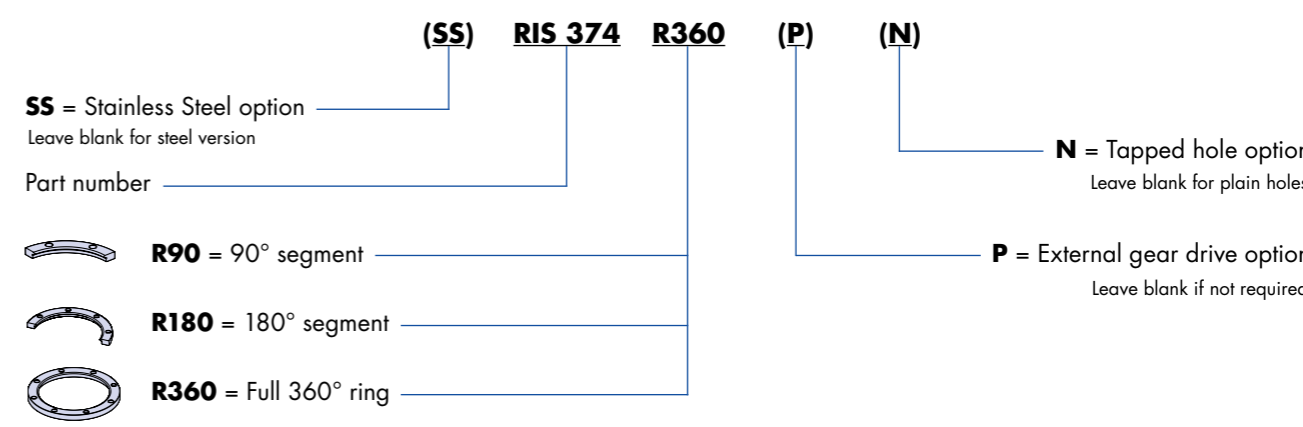 (SS) RIS 374 R360 (P) (N)
SS = Stainless Steel option
Leave blank for steel version
Part number
R90 = 90° segment
R180 = 180° segment
R360 = Full 360° ring
N = Tapped hole option
Leave blank for plain holes
P = External gear drive option
Leave blank if not required